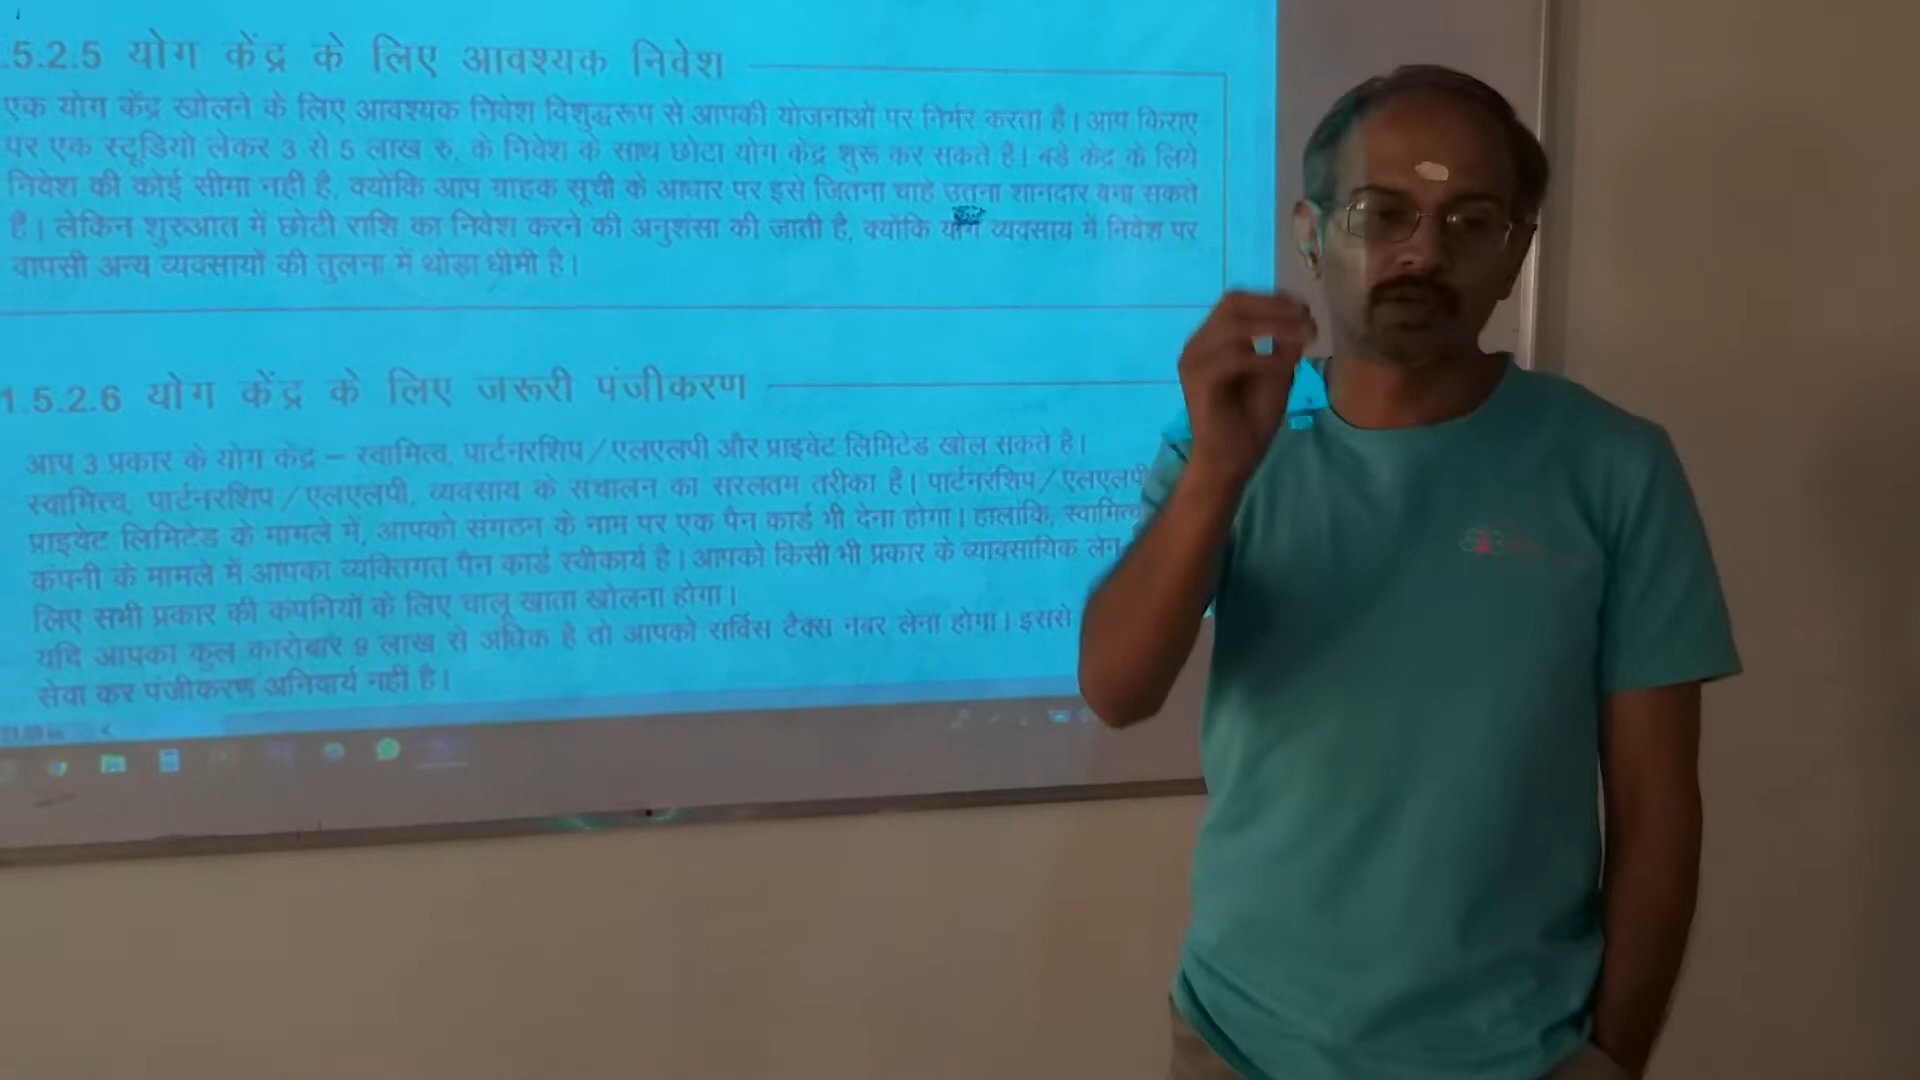 .5.2.5 योग केंद्र के लिए आवश्यक निवेश
एक योग केंद्र खोलने के लिए आवश्यक निवेश विशुद्धरूप से आपकी योजनाओं पर निर्भर करता है। आप किराए
पर एक स्टूडियो लेकर 3 से 5 लाख रु. के निवेश के साथ छोटा योग केंद्र शुरू कर सकते हैं। बड़े केंद्र के लिये
निवेश की कोई सीमा नहीं है, क्योंकि आप ग्राहक सूची के आधार पर इसे जितना चाहे उतना शानदार बना सकते
हैं। लेकिन शुरुआत में छोटी राशि का निवेश करने की अनुशंसा की जाती है, क्योंकि योग व्यवसाय में निवेश पर
वापसी अन्य व्यवसायों की तुलना में थोड़ा धीमी है।
1.5.2.6 योग केंद्र के लिए जरूरी पंजीकरण
आप 3 प्रकार के योग केंद्र – स्वामित्व, पार्टनरशिप/एलएलपी और प्राइवेट लिमिटेड खोल सकते है।
स्वामित्व, पार्टनरशिप/एलएलपी, व्यवसाय के संचालन का सरलतम तरीका हैं। पार्टनरशिप/एलएलपी
प्राइवेट लिमिटेड के मामले में, आपको संगठन के नाम पर एक पैन कार्ड भी देना होगा। हालांकि, स्वामित्व
कंपनी के मामले में आपका व्यक्तिगत पैन कार्ड स्वीकार्य है। आपको किसी भी प्रकार के व्यावसायिक लेन
लिए सभी प्रकार की कंपनियों के लिए चालू खाता खोलना होगा।
यदि आपका कुल कारोबार 9 लाख से अधिक है तो आपको सर्विस टैक्स नंबर लेना होगा। इससे
सेवा कर पंजीकरण अनिवार्य नहीं है।